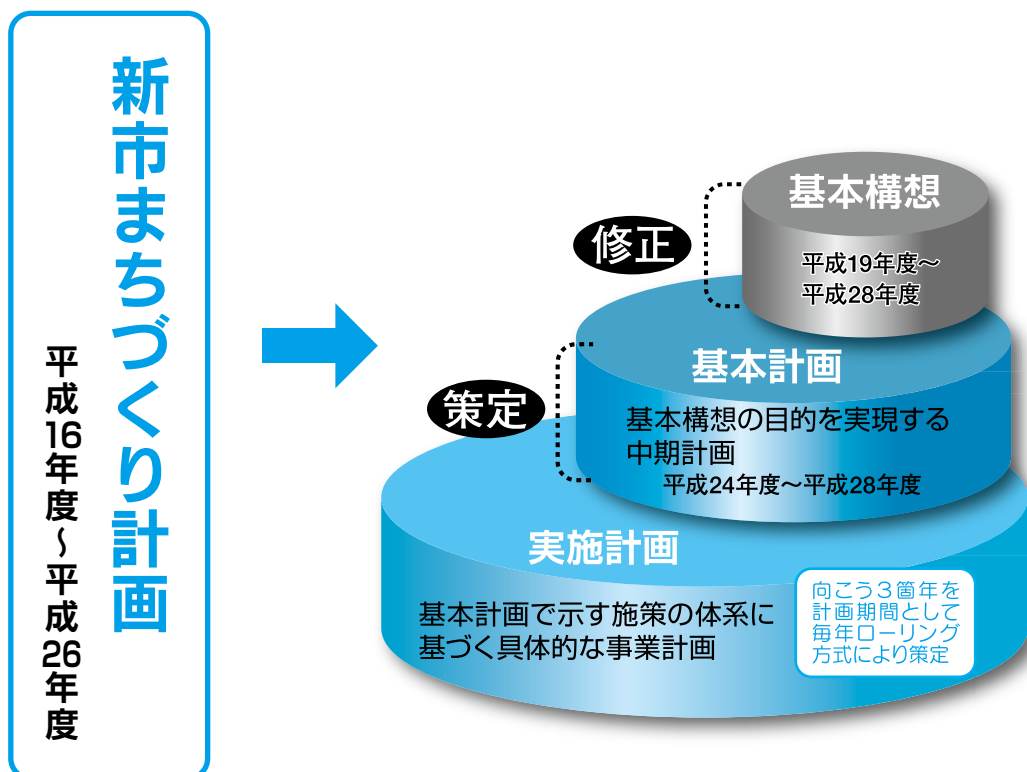 新市まちづくり計画
平成16年度～平成26年度
基本構想
平成19年度～
平成28年度
修正
基本計画
基本構想の目的を実現する
中期計画
平成24年度～平成28年度
策定
実施計画
基本計画で示す施策の体系に
基づく具体的な事業計画
向こう３箇年を
計画期間として
毎年ローリング
方式により策定